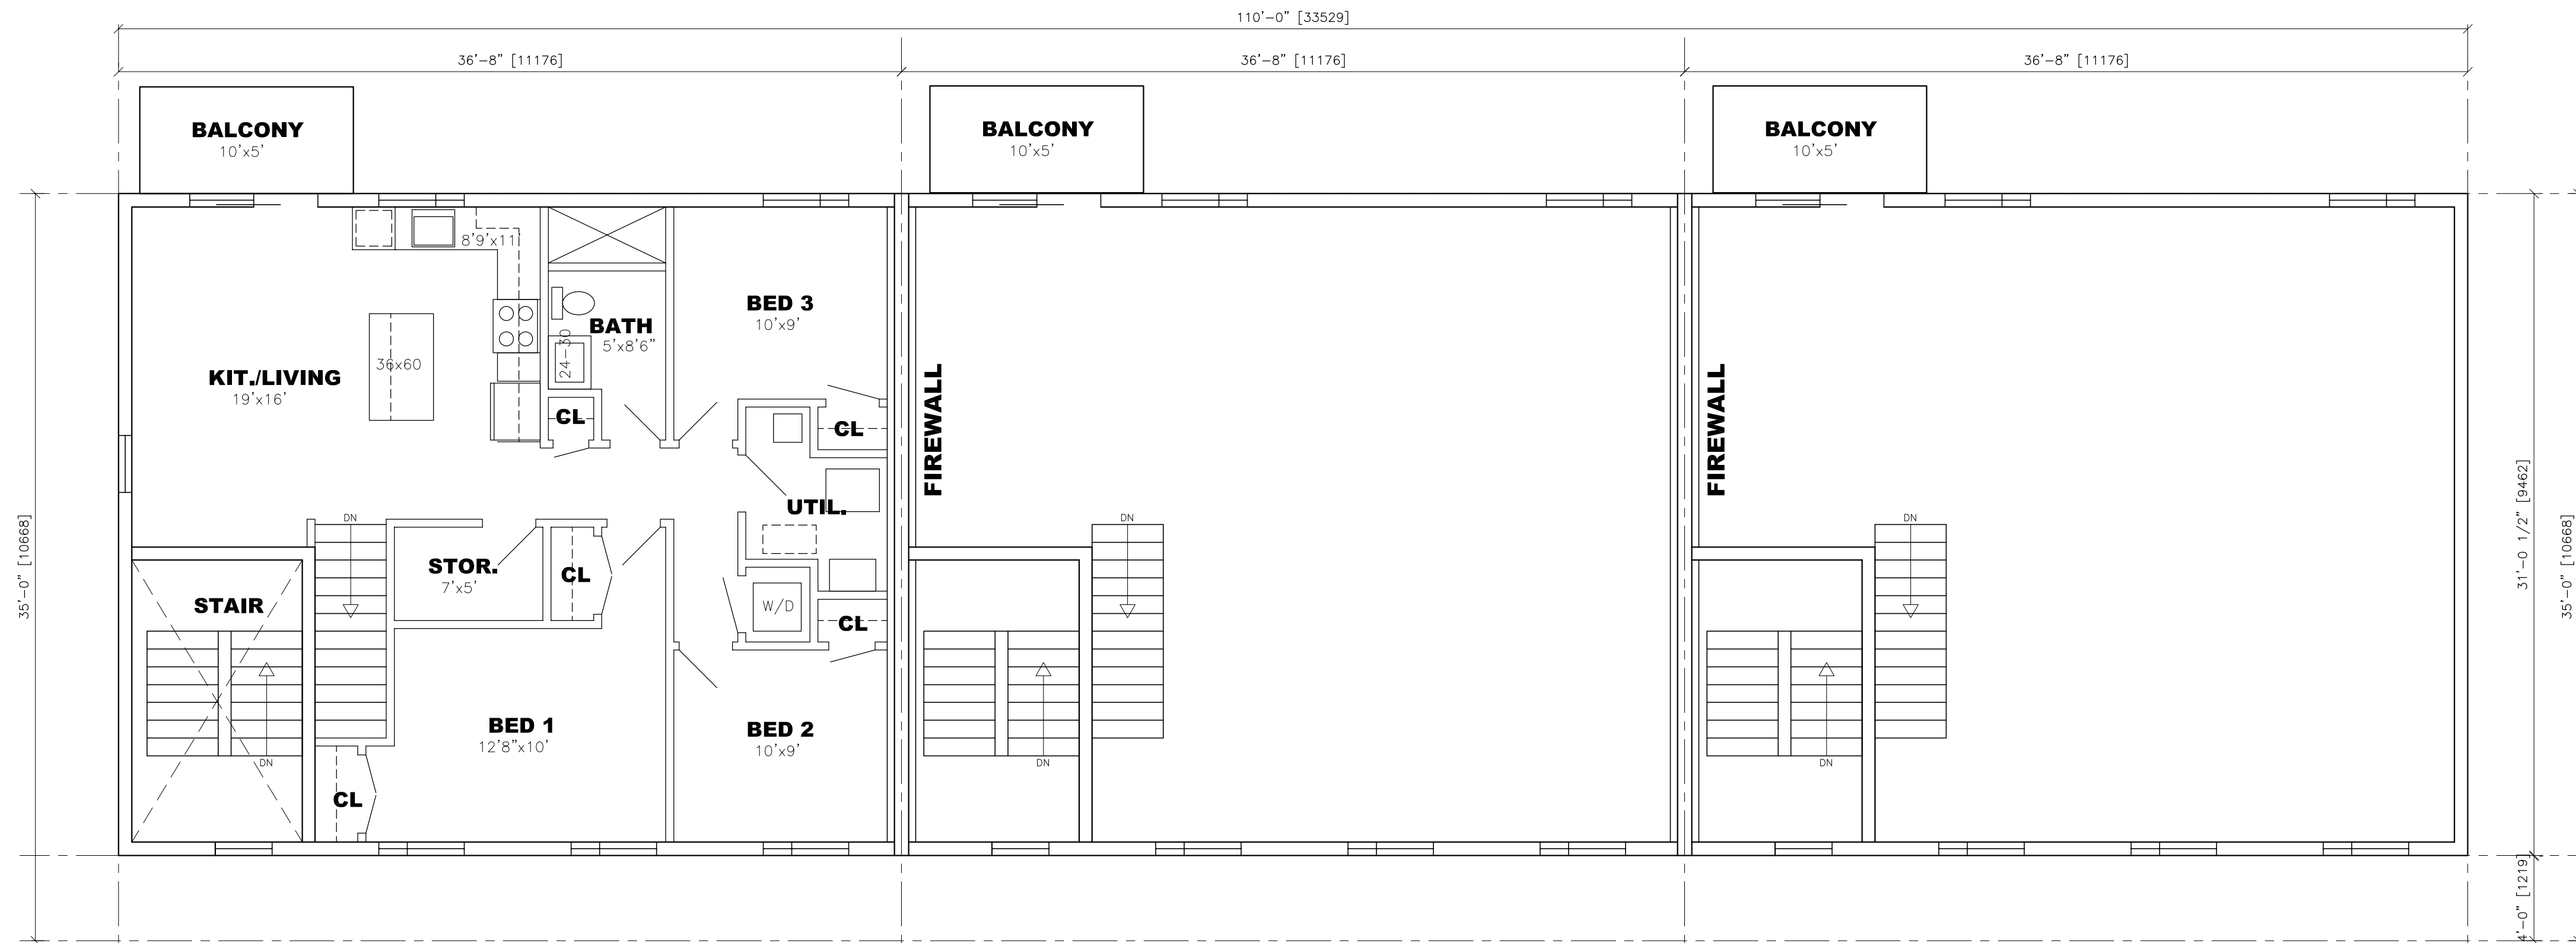 110'-0" [33529]
36'-8" [11176]
36'-8" [11176]
36'-8" [11176]
BALCONY
10'x5'
BALCONY
10'x5'
BALCONY
10'x5'
8'9'x11'
BED 3
10'x9'
BATH
5'x8'6"
24-30
36x60
KIT./LIVING
19'x16'
CL
CL
FIREWALL
FIREWALL
UTIL.
DN
DN
DN
STOR.
7'x5'
CL
STAIR
W/D
CL
BED 1
12'8"x10'
BED 2
10'x9'
DN
DN
DN
CL
35'-0" [10668]
31'-0 1/2" [9462]
35'-0" [10668]
4'-0" [1219]